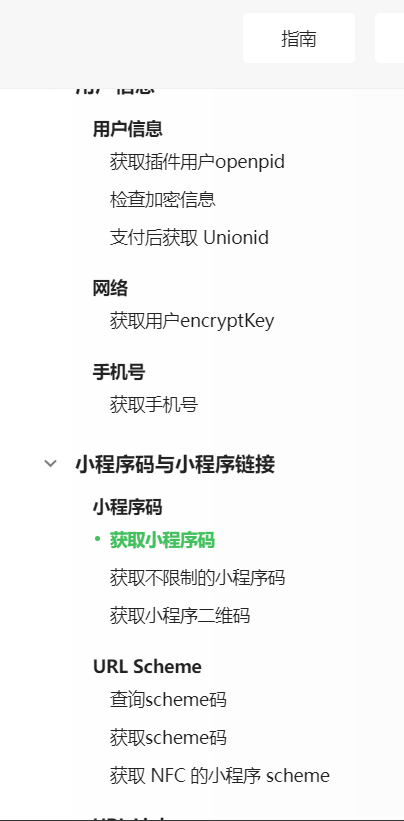 指南
用户信息
用户信息
获取插件用户openpid
检查加密信息
支付后获取 Unionid
网络
获取用户encryptKey
手机号
获取手机号
小程序码与小程序链接
小程序码
获取小程序码
获取不限制的小程序码
获取小程序二维码
URL Scheme
查询scheme码
获取scheme码
获取 NFC 的小程序 scheme